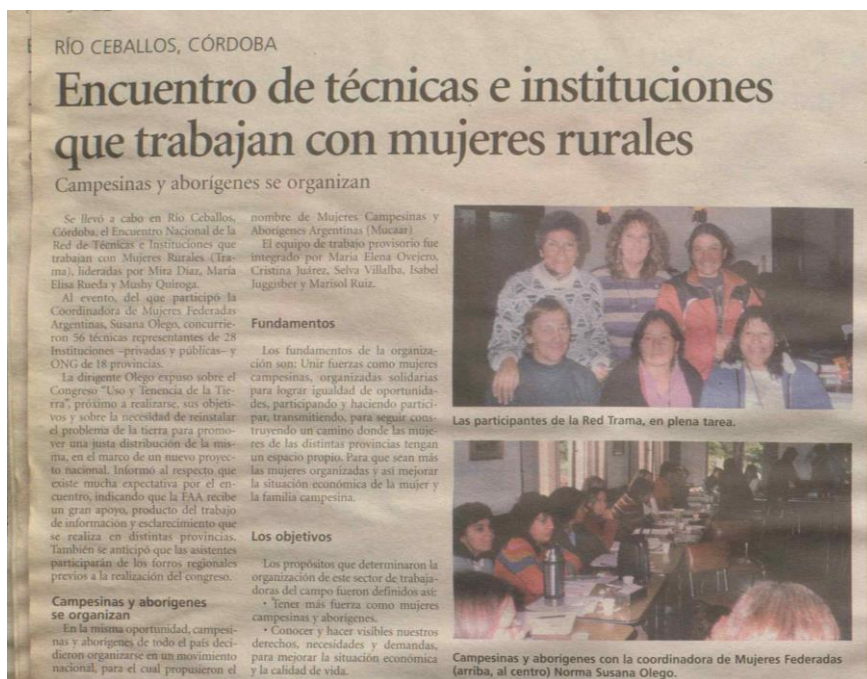 RÍO CEBALLOS, CÓRDOBA
Encuentro de técnicas e instituciones
que trabajan con mujeres rurales
Campesinas y aborígenes se organizan
Se llevó a cabo en Río Ceballos,
Córdoba, el Encuentro Nacional de la
Red de Técnicas e Instituciones que
trabajan con Mujeres Rurales (Tra-
ma), lideradas por Mira Díaz, María
Elisa Rueda y Mushy Quiroga.
Al evento, del que participó la
Coordinadora de Mujeres Federadas
Argentinas, Susana Olego, concurrie-
ron 56 técnicas representantes de 28
Instituciones –privadas y públicas– y
ONG de 18 provincias.
La dirigente Olego expuso sobre el
Congreso "Uso y Tenencia de la Tie-
rra", próximo a realizarse, sus objeti-
vos y sobre la necesidad de reinstalar
el problema de la tierra para promo-
ver una justa distribución de la mis-
ma, en el marco de un nuevo proyec-
to nacional. Informó al respecto que
existe mucha expectativa por el en-
cuentro, indicando que la FAA recibe
un gran apoyo, producto del trabajo
de información y esclarecimiento que
se realiza en distintas provincias.
También se anticipó que las asistentes
participarán de los forros regionales
previos a la realización del congreso.
Campesinas y aborígenes
se organizan
En la misma oportunidad, campesi-
nas y aborígenes de todo el país deci-
dieron organizarse en un movimiento
nacional, para el cual propusieron el
nombre de Mujeres Campesinas y
Aborígenes Argentinas (Mucaar)
El equipo de trabajo provisorio fue
integrado por María Elena Ovejero,
Cristina Juárez, Selva Villalba, Isabel
Juggisber y Marisol Ruiz.
Fundamentos
Los fundamentos de la organiza-
ción son: Unir fuerzas como mujeres
campesinas, organizadas solidarias
para lograr igualdad de oportunida-
des, participando y haciendo partici-
par, transmitiendo, para seguir cons-
truyendo un camino donde las muje-
res de las distintas provincias tengan
un espacio propio. Para que sean más
las mujeres organizadas y así mejorar
la situación económica de la mujer y
la familia campesina.
Los objetivos
Los propósitos que determinaron la
organización de este sector de trabaja-
doras del campo fueron definidos así:
• Tener más fuerza como mujeres
campesinas y aborígenes.
• Conocer y hacer visibles nuestros
derechos, necesidades y demandas,
para mejorar la situación económica
y la calidad de vida.
Las participantes de la Red Trama, en plena tarea.
Campesinas y aborigenes con la coordinadora de Mujeres Federadas
(arriba, al centro) Norma Susana Olego.